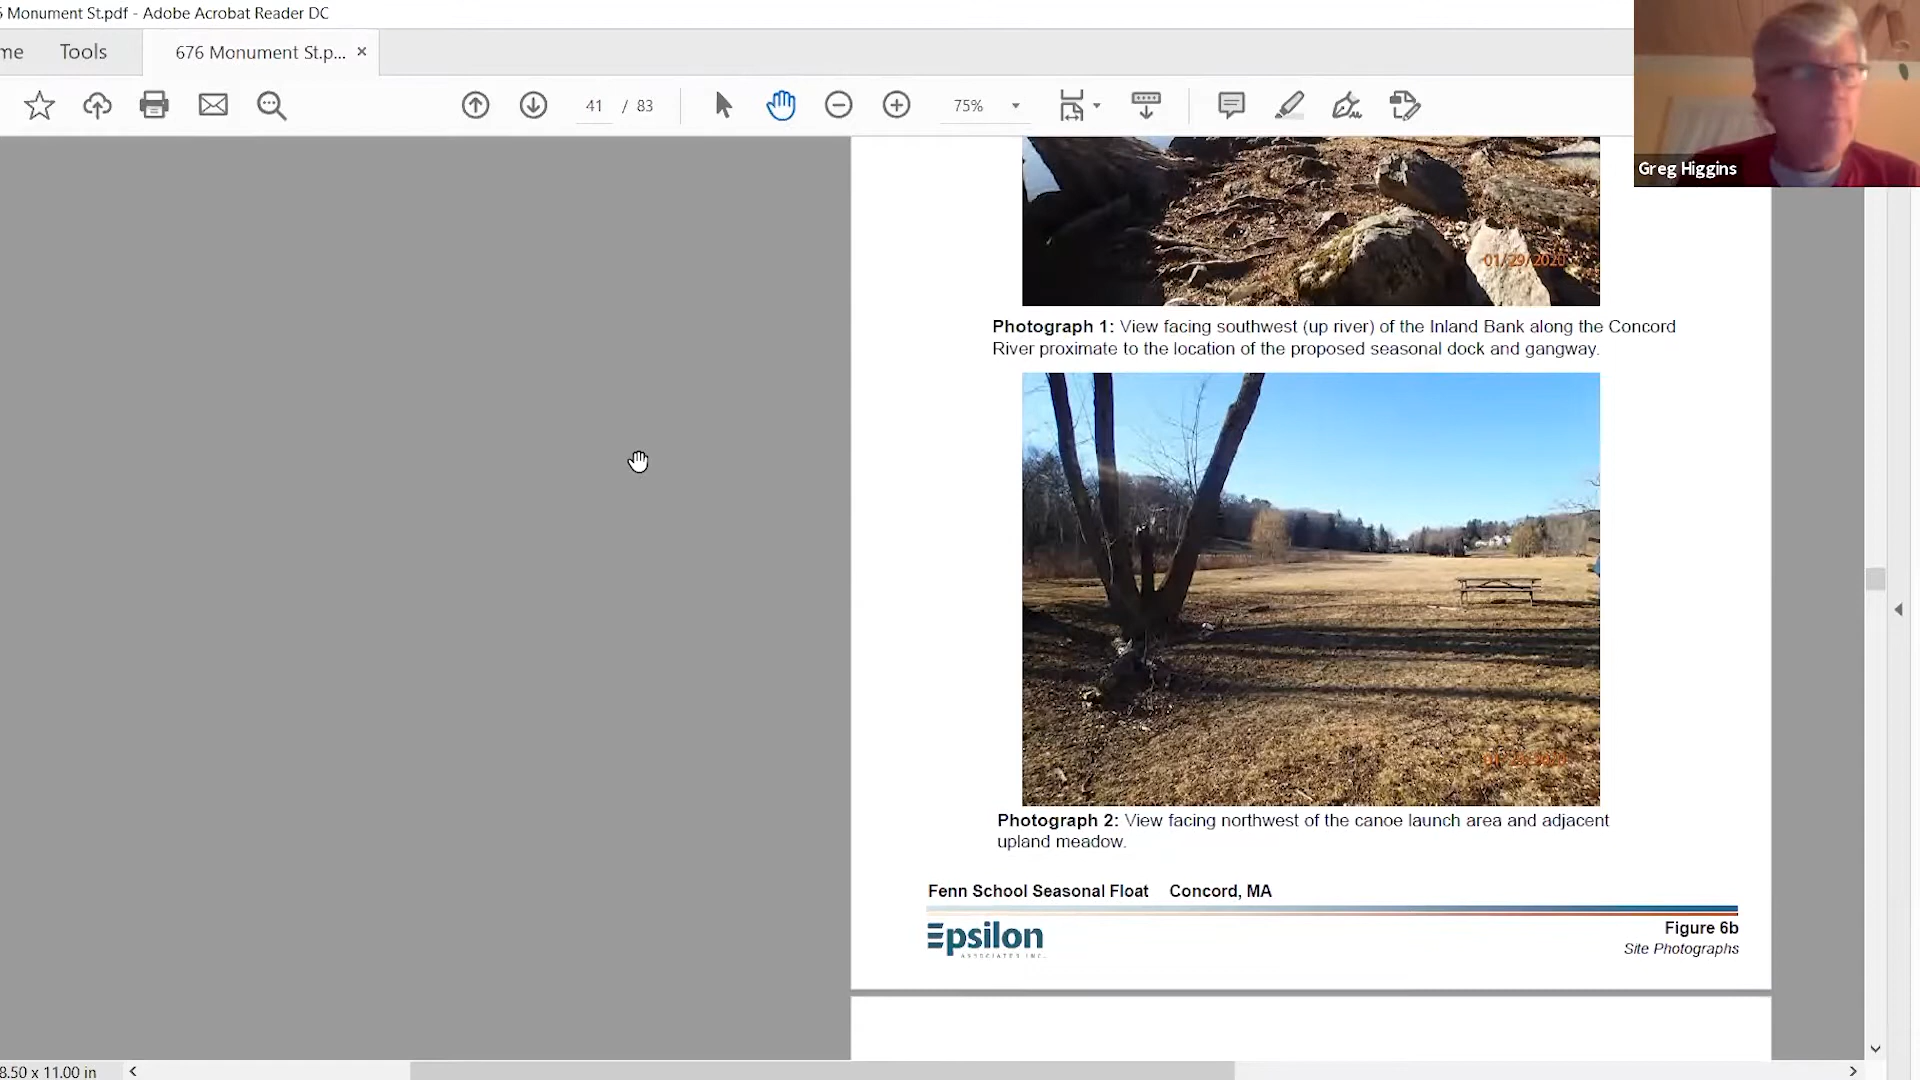 6 Monument St.pdf - Adobe Acrobat Reader DC
me
Tools
676 Monument St.p...
41 / 83
75%
Greg Higgins
01/29/2020
Photograph 1: View facing southwest (up river) of the Inland Bank along the Concord
River proximate to the location of the proposed seasonal dock and gangway.
Photograph 2: View facing northwest of the canoe launch area and adjacent
upland meadow.
Fenn School Seasonal Float Concord, MA
Epsilon
ASSOCIATES INC.
Figure 6b
Site Photographs
8.50 x 11.00 in